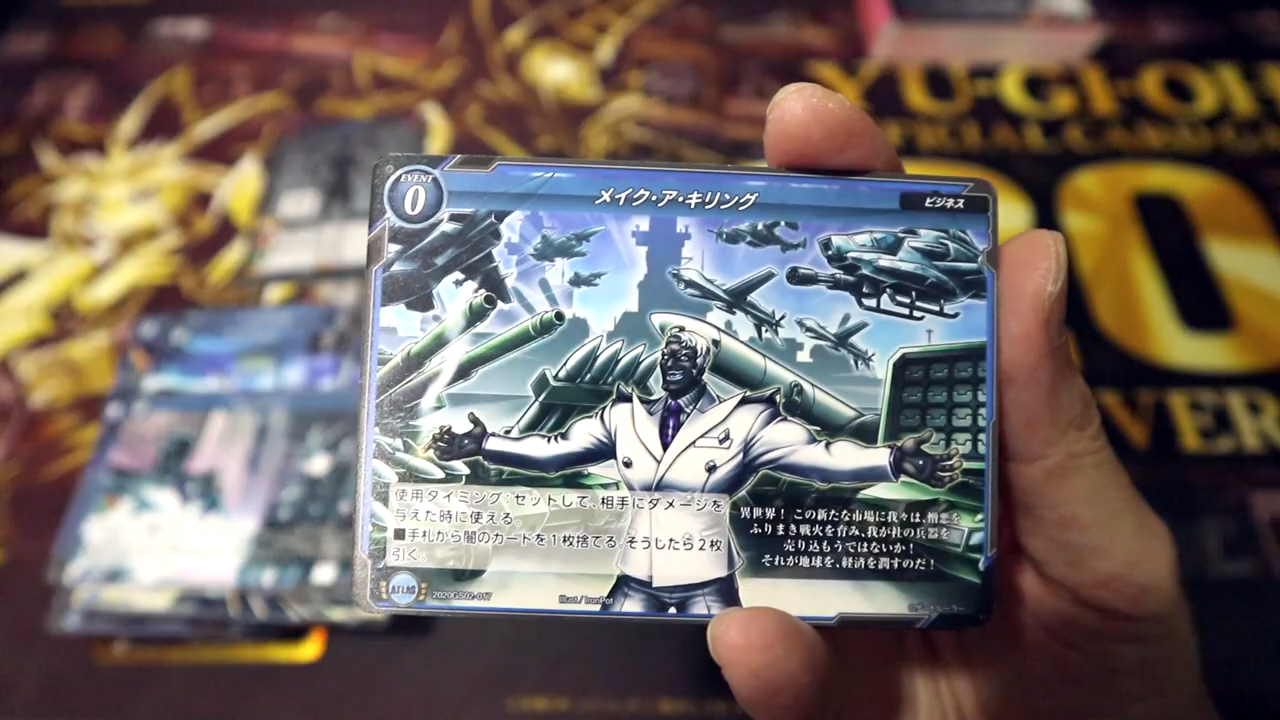 YU-GI-OH
EVENT
0
メイク・ア・キリング
ビジネス
使用タイミング:セットして、相手にダメージを
与えた時に使える。
■手札から闇のカードを1枚捨てる。そうしたら2枚
引く。
異世界! この新たな市場に我々は、憎悪を
ふりまき戦火を育み、我が社の兵器を
売り込もうではないか!
それが地球を、経済を潤すのだ!
ATLAS
2020GS02-017
Illust./IronPot